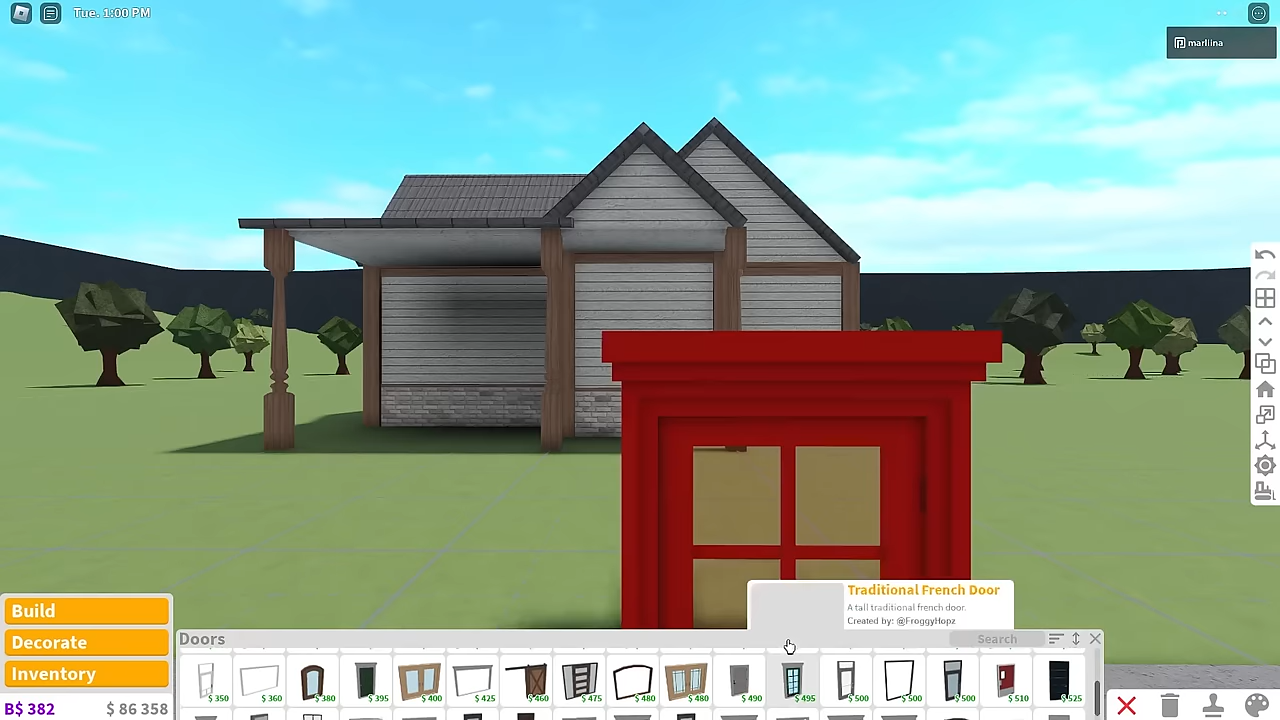 Tue. 1:00 PM
marliina
Traditional French Door
A tall traditional french door.
Created by: @FroggyHopz
Build
Decorate
Inventory
B$ 382
$ 86 358
Doors
Search
$ 350
$ 360
$ 380
$ 395
$ 400
$ 425
$ 460
$ 475
$ 480
$ 480
$ 490
$ 495
$ 500
$ 500
$ 500
$ 510
$ 525